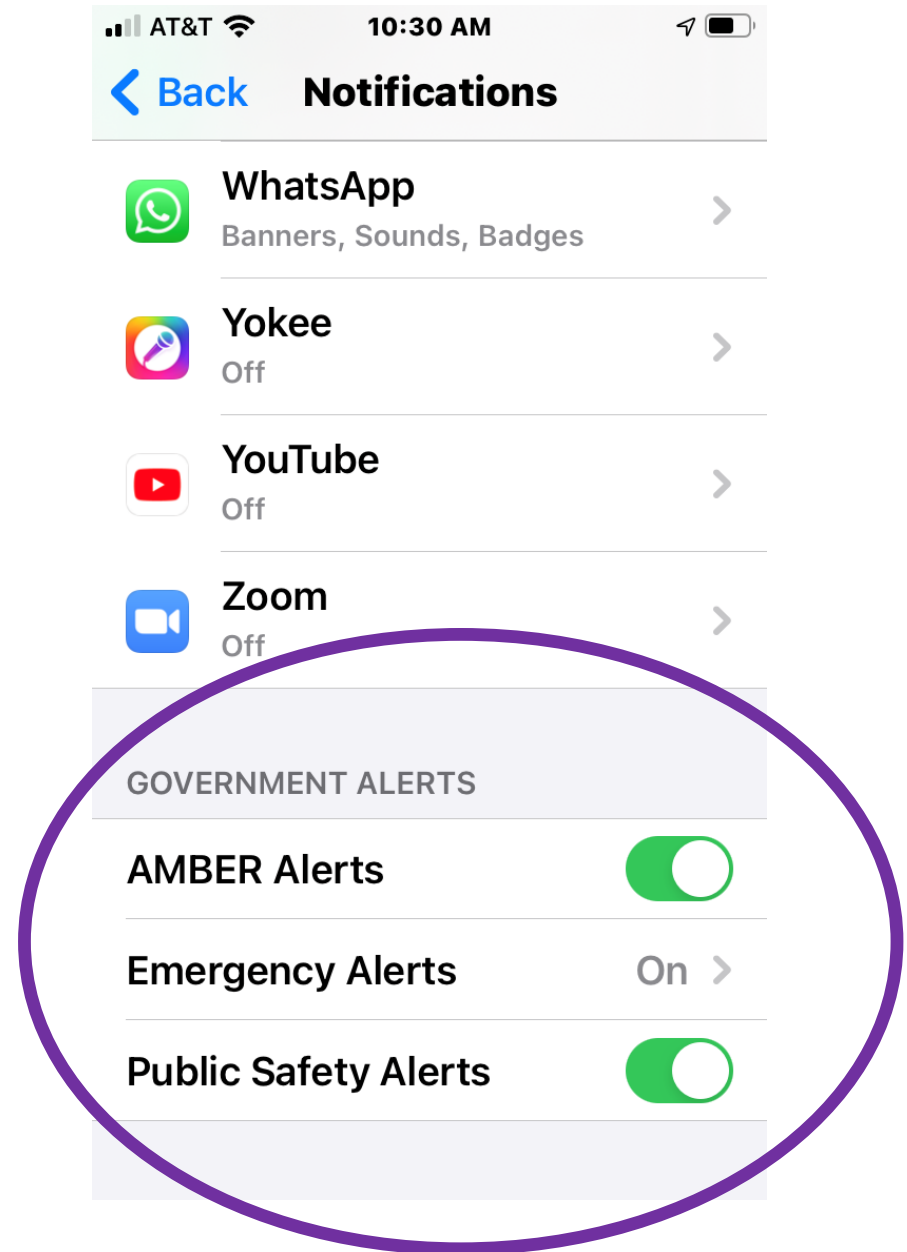 AT&T 10:30 AM
Back Notifications
WhatsApp
Banners, Sounds, Badges
Yokee
Off
YouTube
Off
Zoom
Off
GOVERNMENT ALERTS
AMBER Alerts
Emergency Alerts On
Public Safety Alerts